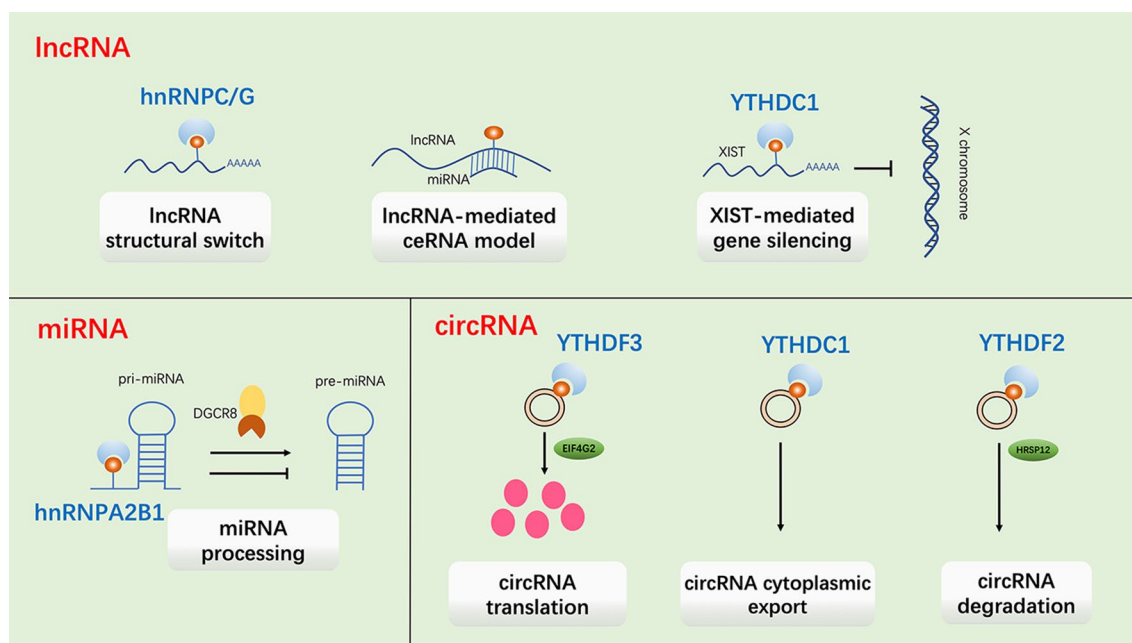 lncRNA
hnRNPC/G
AAAAA
lncRNA
structural switch
lncRNA
miRNA
lncRNA-mediated
ceRNA model
YTHDC1
XIST
AAAAA
XIST-mediated
gene silencing
X chromosome
miRNA
pri-miRNA
DGCR8
pre-miRNA
hnRNPA2B1
miRNA
processing
circRNA
YTHDF3
EIF4G2
circRNA
translation
YTHDC1
circRNA cytoplasmic
export
YTHDF2
HRSP12
circRNA
degradation